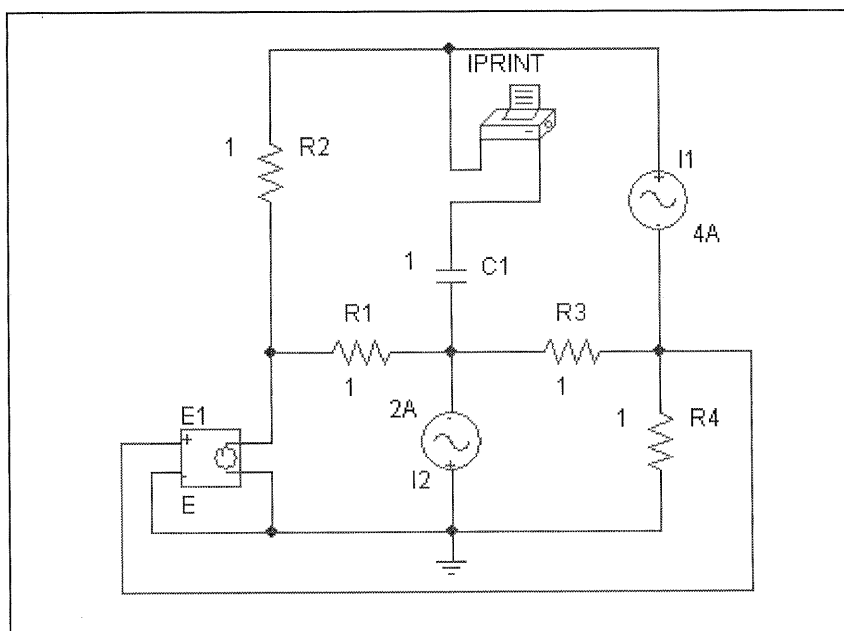 IPRINT
1 R2
I1
4A
1 C1
R1 R3
1 1
2A 1 R4
E1
+
-
I2
E